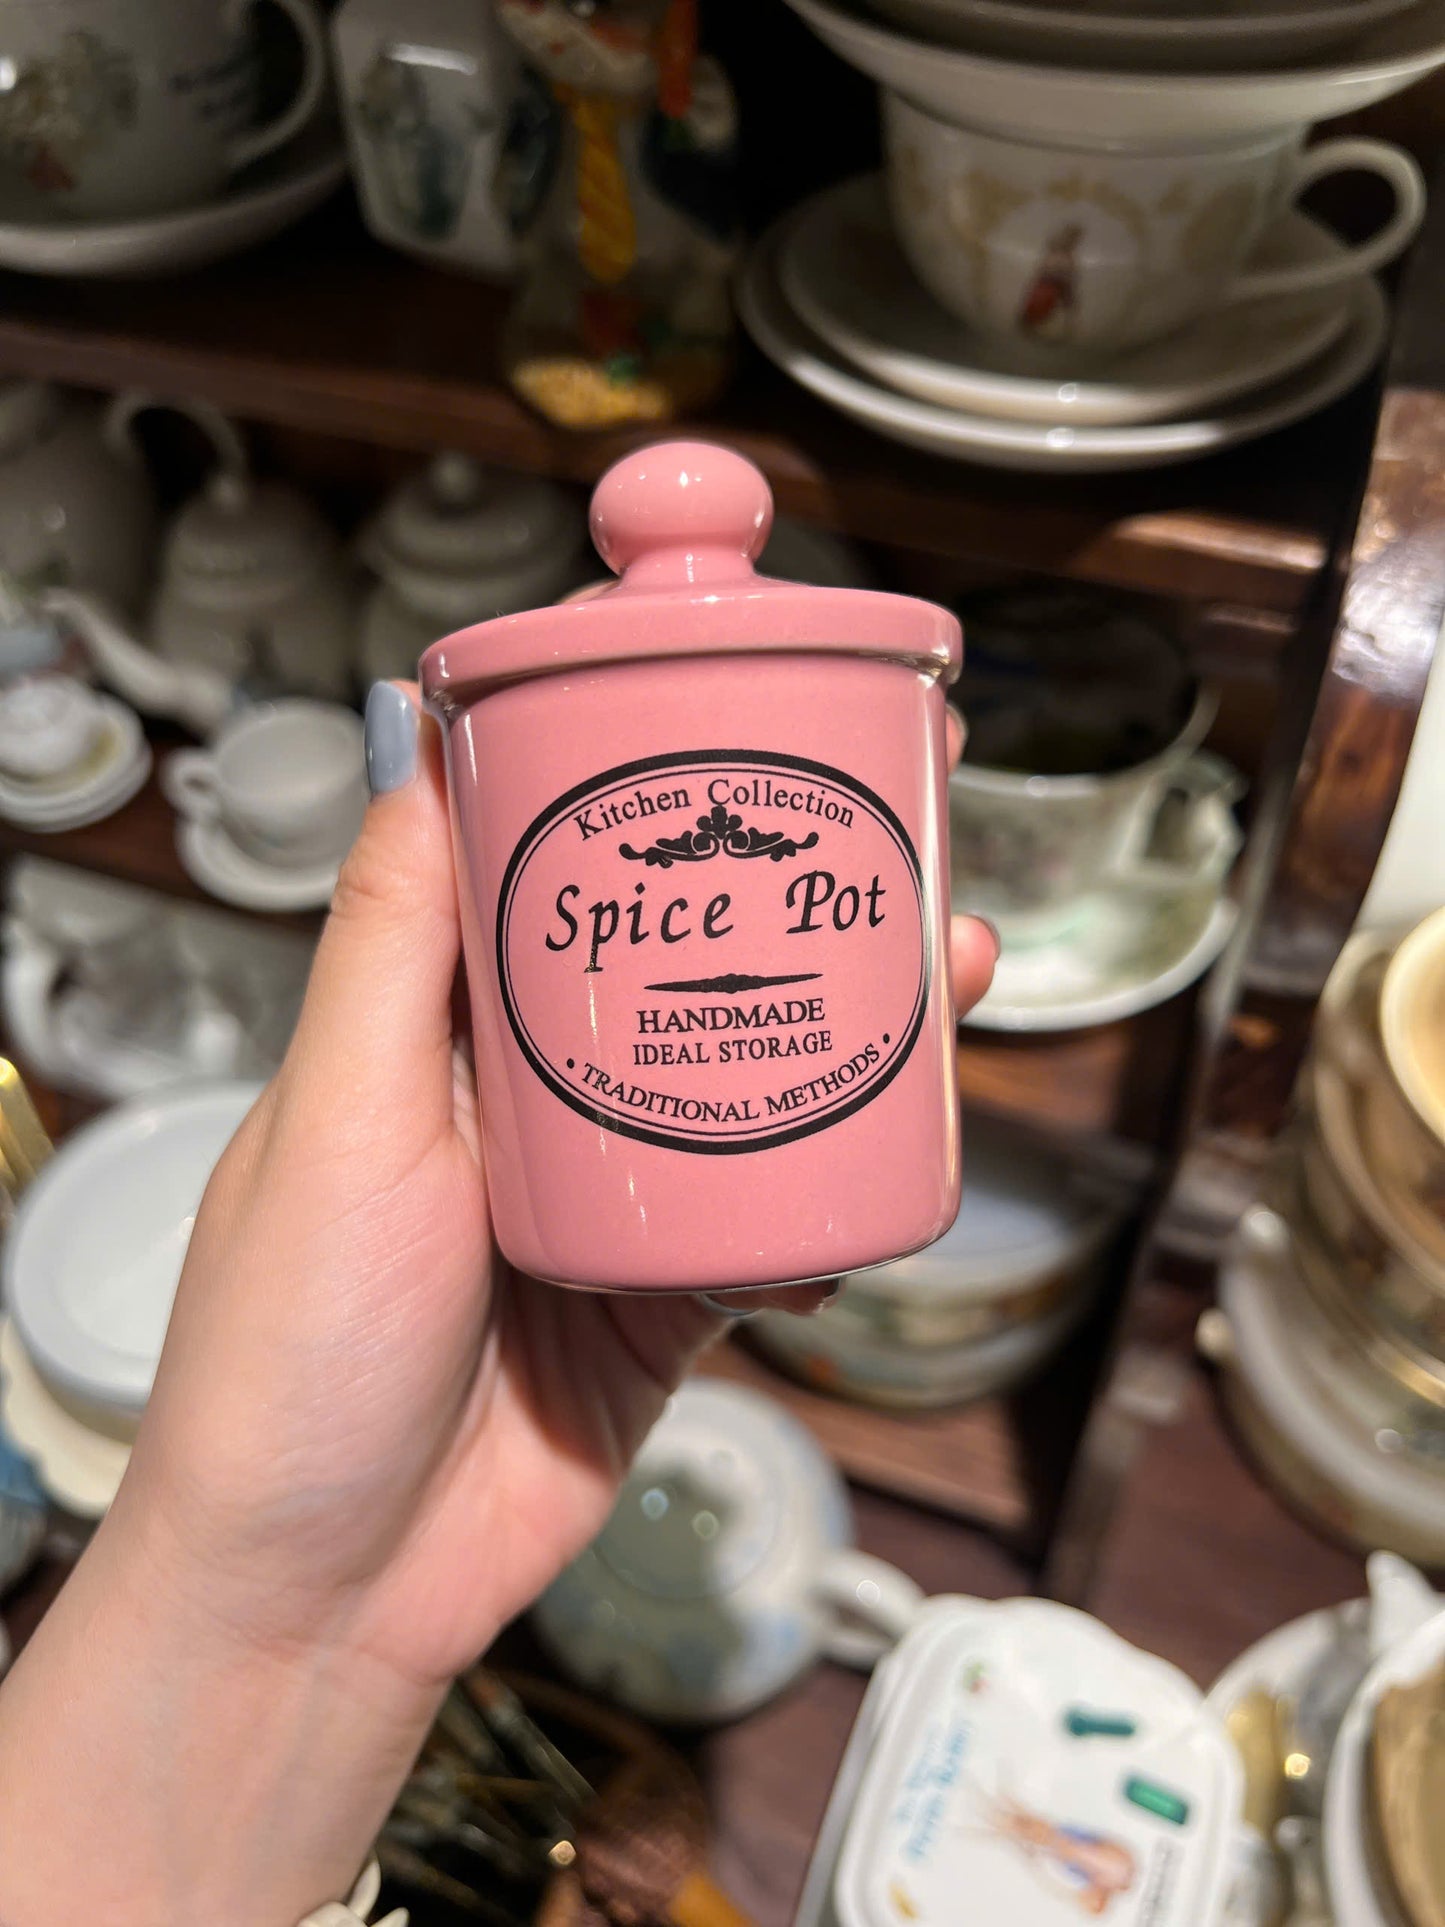 Kitchen Collection
Spice Pot
HANDMADE
IDEAL STORAGE
• TRADITIONAL METHODS •